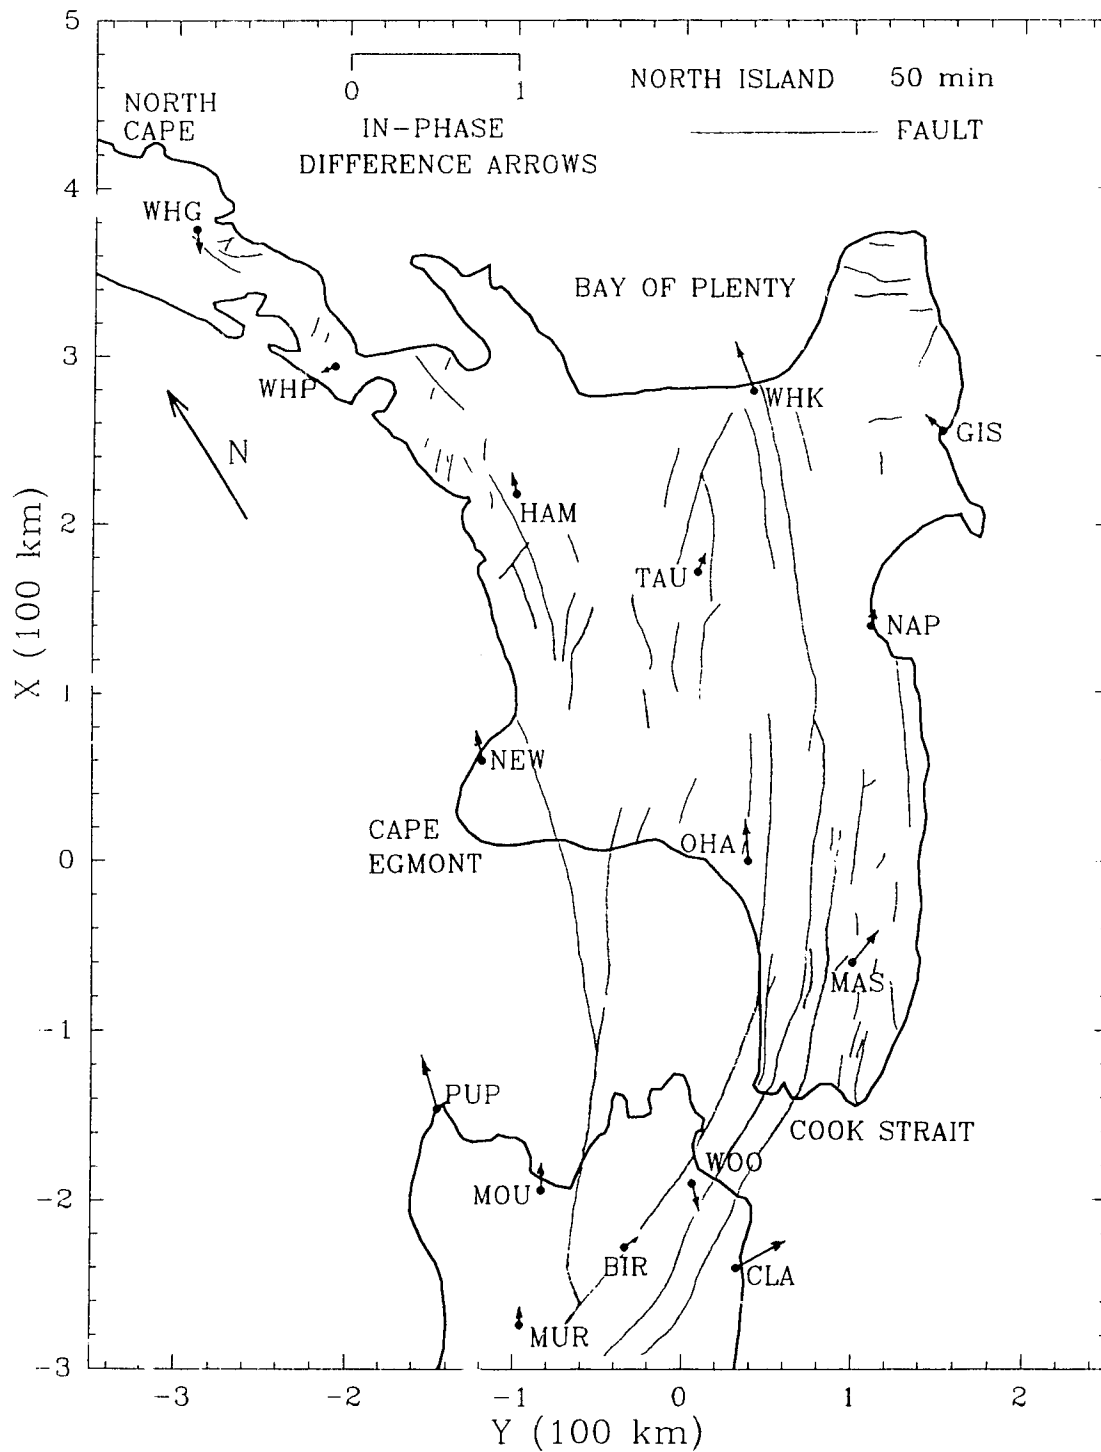 5
NORTH ISLAND 50 min
0 1
NORTH
CAPE
IN-PHASE
DIFFERENCE ARROWS
FAULT
4
WHG
BAY OF PLENTY
3
WHP
WHK
GIS
N
2
HAM
TAU
NAP
1
NEW
CAPE
EGMONT
OHA
0
MAS
-1
PUP
COOK STRAIT
WOO
MOU
-2
BIR
CLA
MUR
-3
X (100 km)
-3 -2 -1 0 1 2
Y (100 km)